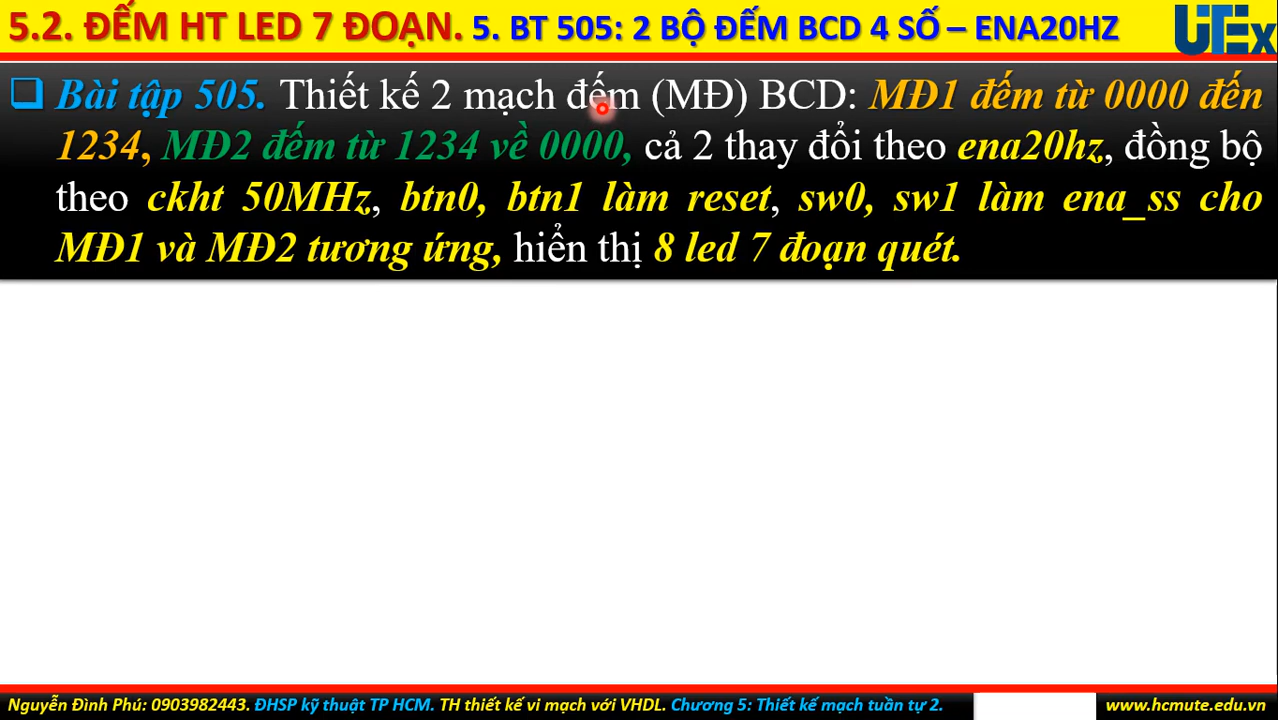 5.2. ĐẾM HT LED 7 ĐOẠN. 5. BT 505: 2 BỘ ĐẾM BCD 4 SỐ – ENA20HZ
UTEx
Bài tập 505. Thiết kế 2 mạch đếm (MĐ) BCD: MĐ1 đếm từ 0000 đến
1234, MĐ2 đếm từ 1234 về 0000, cả 2 thay đổi theo ena20hz, đồng bộ
theo ckht 50MHz, btn0, btn1 làm reset, sw0, sw1 làm ena_ss cho
MĐ1 và MĐ2 tương ứng, hiển thị 8 led 7 đoạn quét.
Nguyễn Đình Phú: 0903982443. ĐHSP kỹ thuật TP HCM. TH thiết kế vi mạch với VHDL. Chương 5: Thiết kế mạch tuần tự 2. www.hcmute.edu.vn